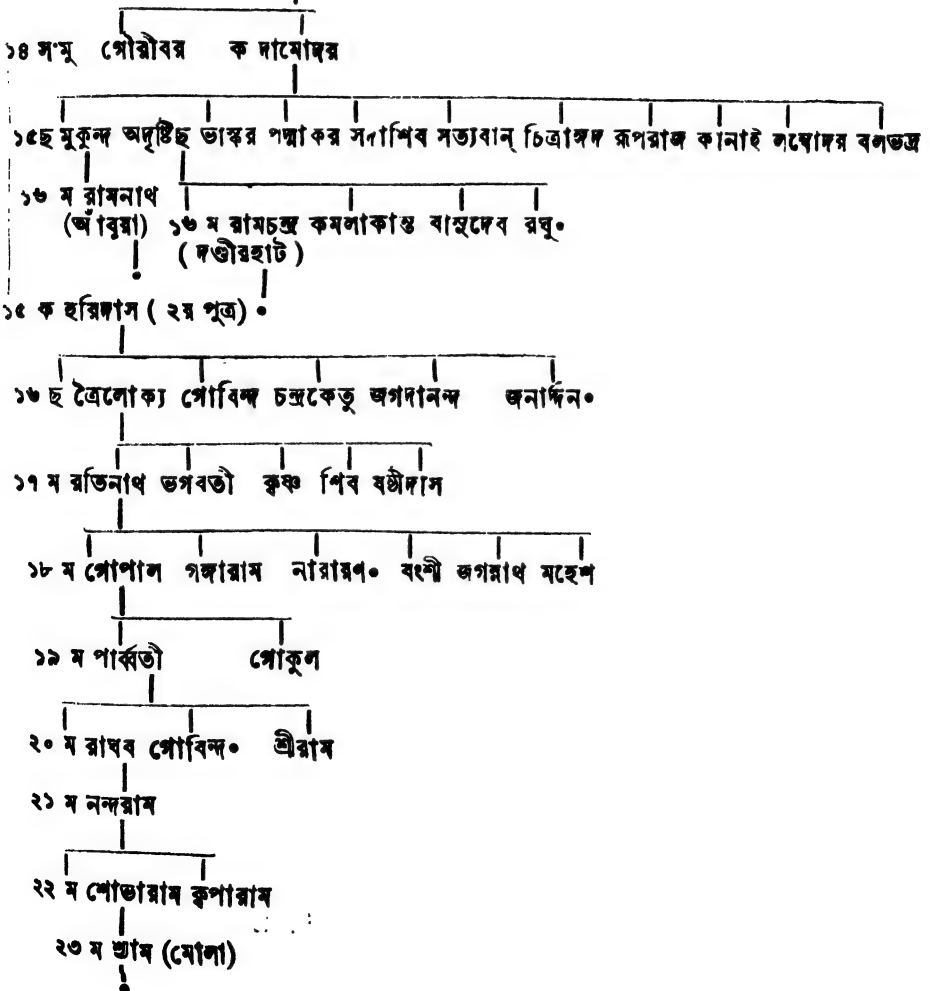 ১৪ স°মু গৌরীবর ক দামোদর
১৫ছ মুকুন্দ অদৃষ্টিছ ভাস্কর পদ্মাকর সদাশিব সত্যবান্ চিত্রাঙ্গদ রূপরাজ কানাই লম্বোদর বলভদ্র
১৬ ম রামনাথ
(আঁবুয়া) ১৬ ম রামচন্দ্র কমলাকান্ত বাসুদেব রঘু॰
(দণ্ডীরহাট)
১৫ ক হরিদাস (২য় পুত্র) •
১৬ ছ ত্রৈলোক্য গোবিন্দ চন্দ্রকেতু জগদানন্দ জনার্দ্দন॰
১৭ ম রতিনাথ ভগবতী কৃষ্ণ শিব ষষ্ঠীদাস
১৮ ম গোপাল গঙ্গারাম নারায়ণ॰ বংশী জগন্নাথ মহেশ
১৯ ম পার্ব্বতী গোকুল
২০ ম রাঘব গোবিন্দ॰ শ্রীরাম
২১ ম নন্দরাম
২২ ম শোভারাম কৃপারাম
২৩ ম শ্যাম (মোলা)